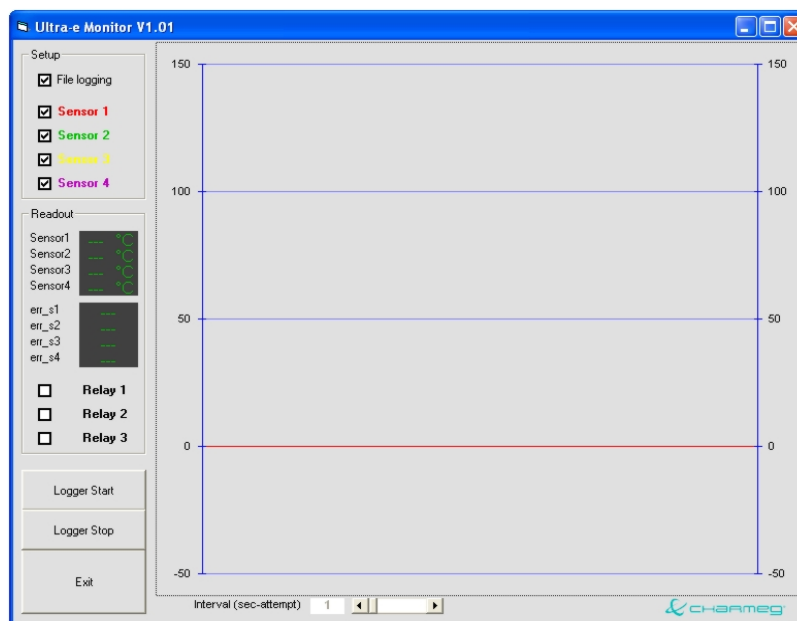 Ultra-e Monitor V1.01
Setup
File logging
Sensor 1
Sensor 2
Sensor 3
Sensor 4
Readout
Sensor1 --- °C
Sensor2 --- °C
Sensor3 --- °C
Sensor4 --- °C
err_s1 ---
err_s2 ---
err_s3 ---
err_s4 ---
Relay 1
Relay 2
Relay 3
Logger Start
Logger Stop
Exit
150 150
100 100
50 50
0 0
-50 -50
Interval (sec-attempt) 1
CHARMEG